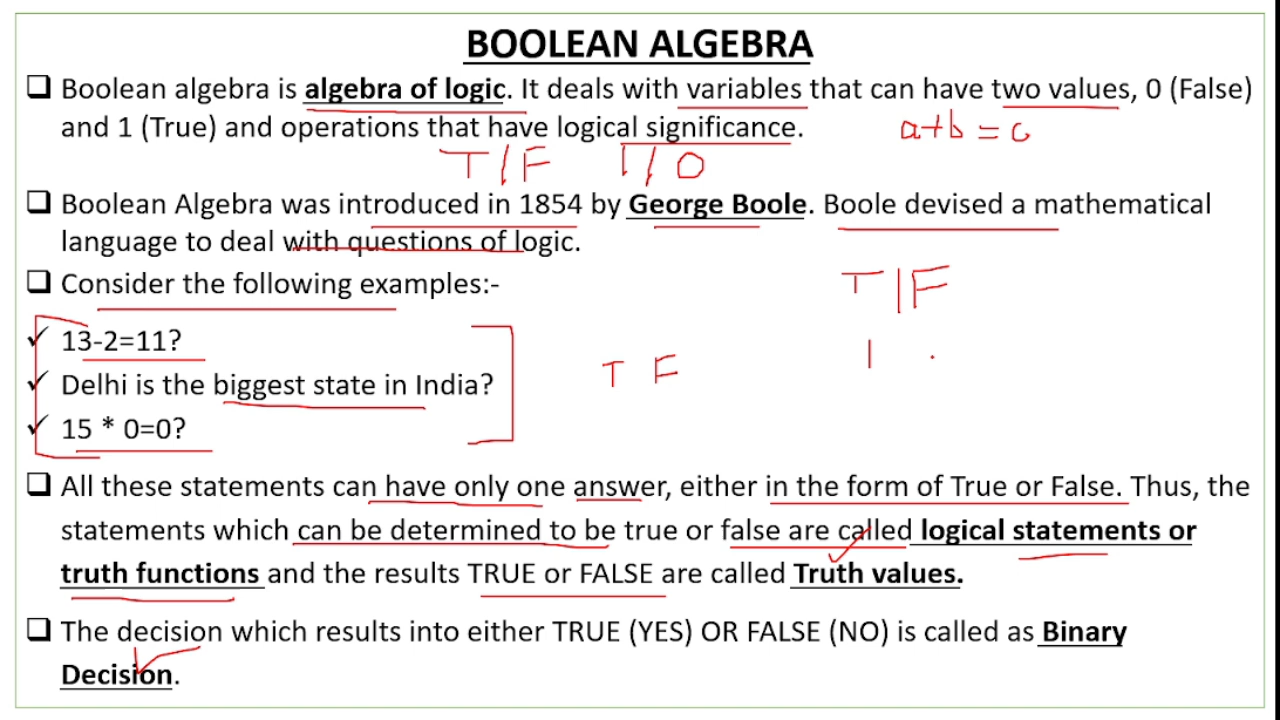 BOOLEAN ALGEBRA
❑ Boolean algebra is algebra of logic. It deals with variables that can have two values, 0 (False)
and 1 (True) and operations that have logical significance.
a+b = c
T/F 1/0
❑ Boolean Algebra was introduced in 1854 by George Boole. Boole devised a mathematical
language to deal with questions of logic.
❑ Consider the following examples:-
T|F
✓ 13-2=11?
1
✓ Delhi is the biggest state in India?
T F
✓ 15 * 0=0?
❑ All these statements can have only one answer, either in the form of True or False. Thus, the
statements which can be determined to be true or false are called logical statements or
truth functions and the results TRUE or FALSE are called Truth values.
❑ The decision which results into either TRUE (YES) OR FALSE (NO) is called as Binary
Decision.